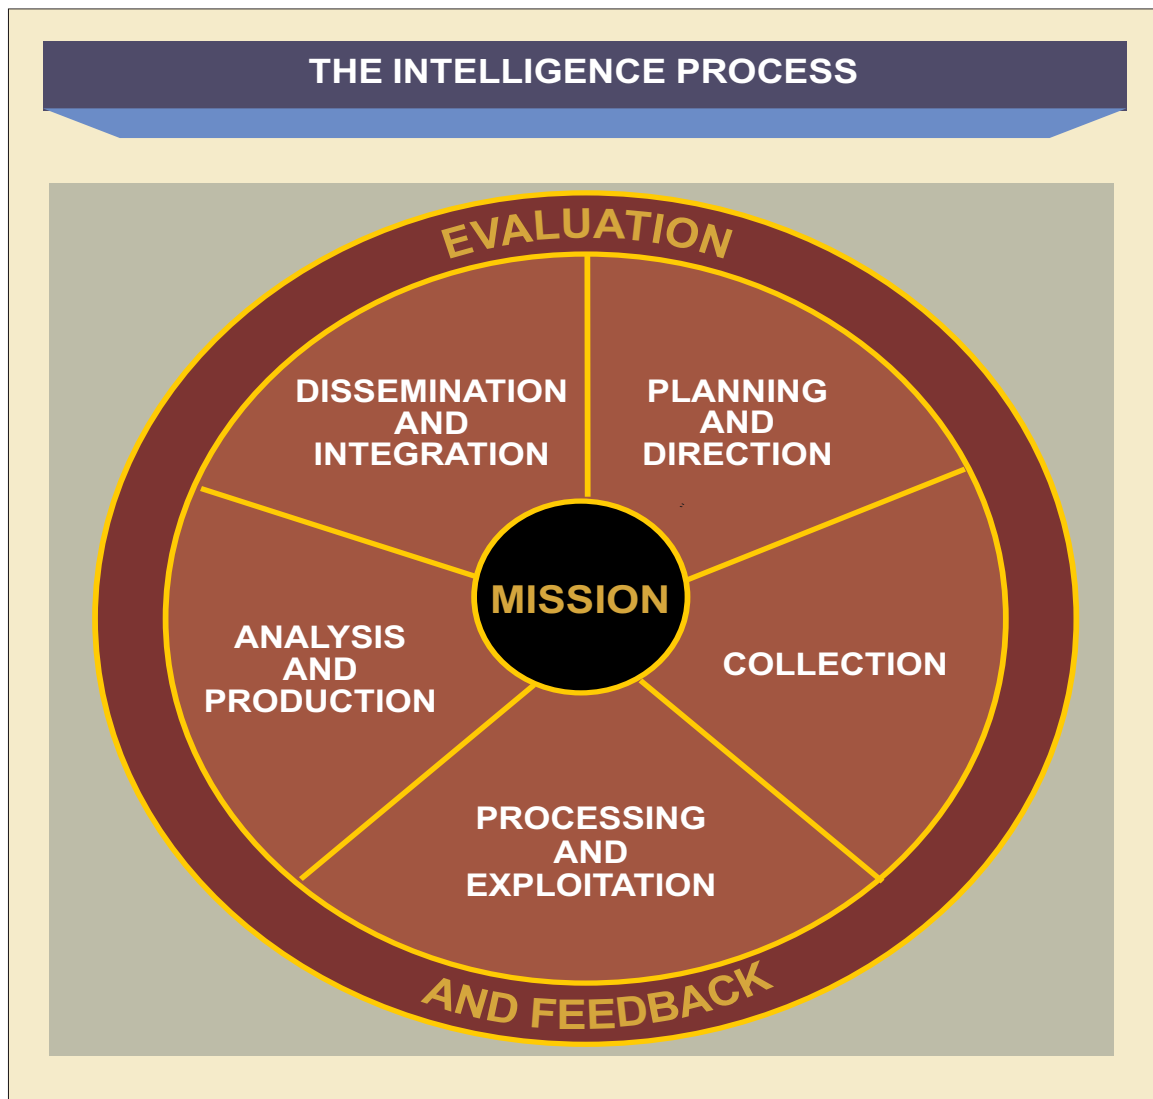 THE INTELLIGENCE PROCESS
EVALUATION
DISSEMINATION
AND
INTEGRATION
PLANNING
AND
DIRECTION
MISSION
ANALYSIS
AND
PRODUCTION
COLLECTION
PROCESSING
AND
EXPLOITATION
AND FEEDBACK